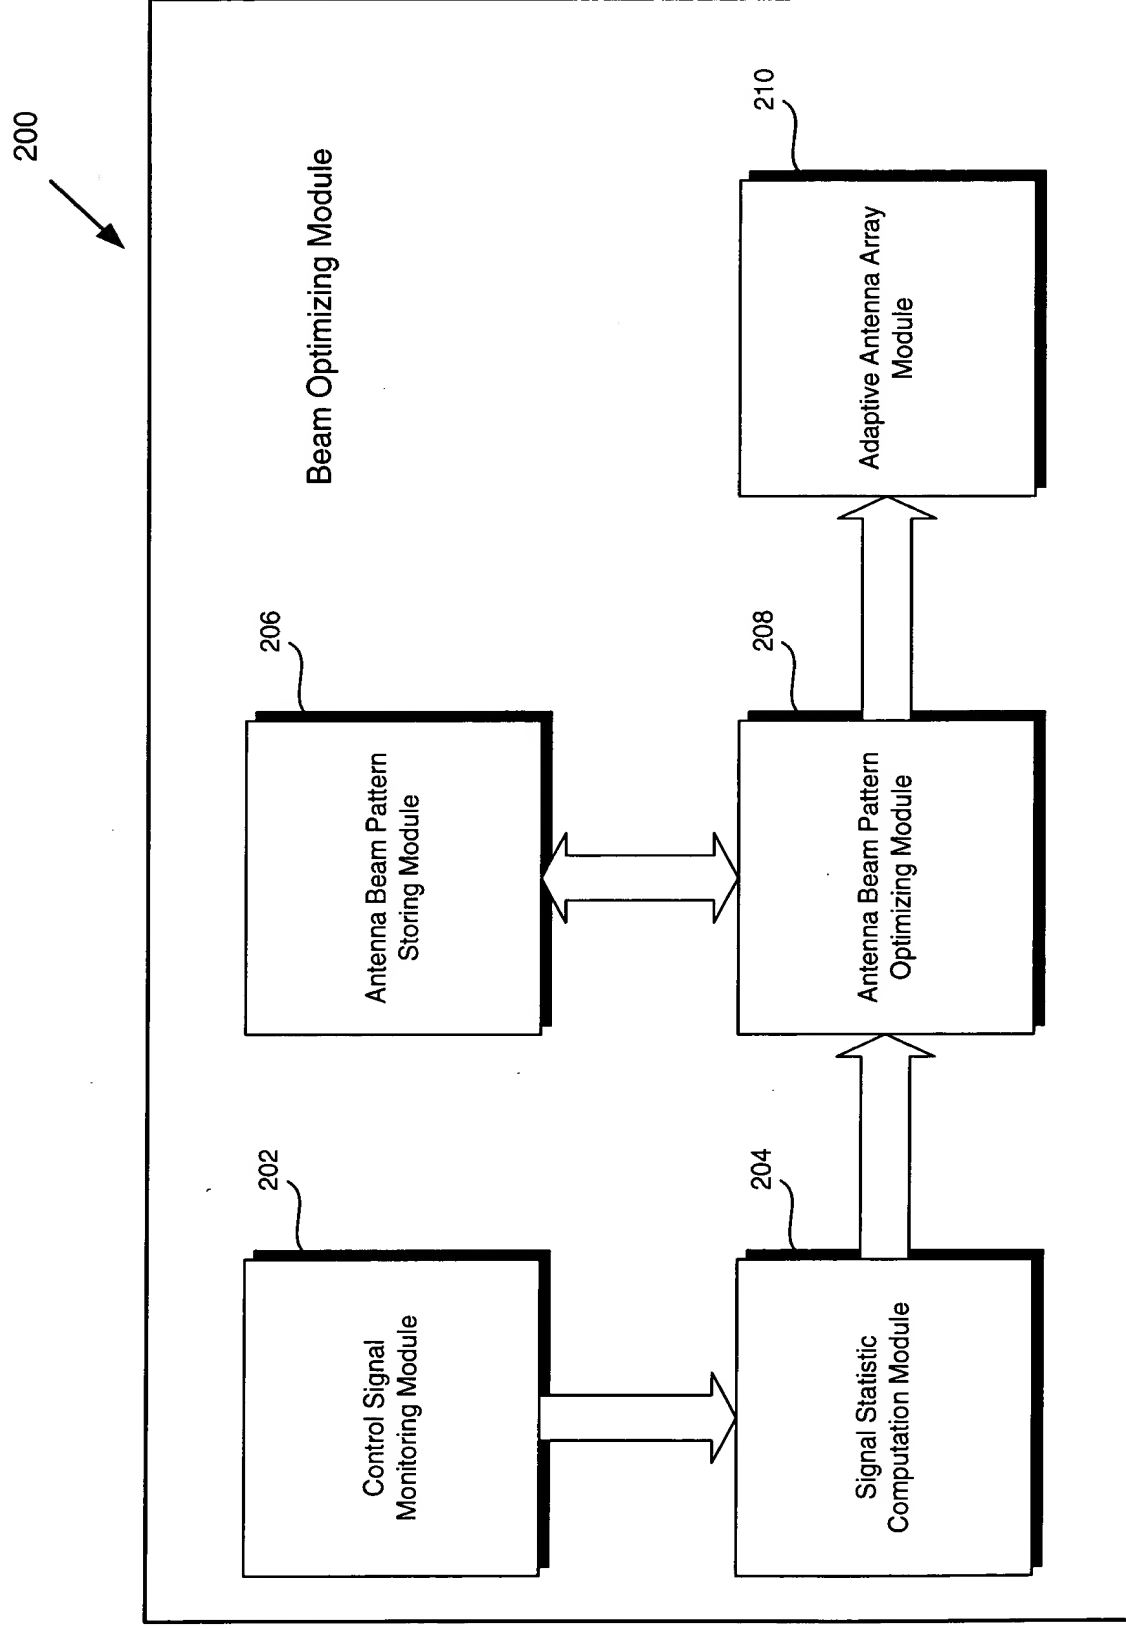 200
Beam Optimizing Module
202
Control Signal
Monitoring Module
206
Antenna Beam Pattern
Storing Module
204
Signal Statistic
Computation Module
208
Antenna Beam Pattern
Optimizing Module
210
Adaptive Antenna Array
Module